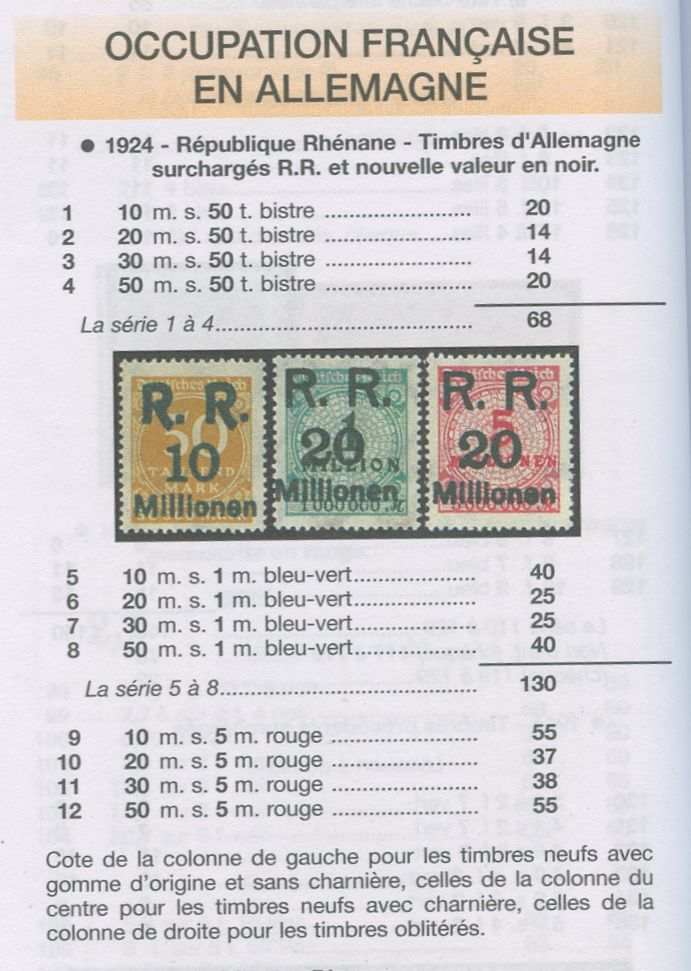 OCCUPATION FRANÇAISE
EN ALLEMAGNE
● 1924 - République Rhénane - Timbres d'Allemagne
surchargés R.R. et nouvelle valeur en noir.
1 10 m. s. 50 t. bistre ........................ 20
2 20 m. s. 50 t. bistre ........................ 14
3 30 m. s. 50 t. bistre ........................ 14
4 50 m. s. 50 t. bistre ........................ 20
La série 1 à 4.......................................... 68
R. R. R. R. R. R.
50 1 5
10 20 20
TAUSEND MILLION MILLIONEN
MARK
Millionen Millionen Millionen
5 10 m. s. 1 m. bleu-vert.................... 40
6 20 m. s. 1 m. bleu-vert.................... 25
7 30 m. s. 1 m. bleu-vert.................... 25
8 50 m. s. 1 m. bleu-vert.................... 40
La série 5 à 8.......................................... 130
9 10 m. s. 5 m. rouge ........................ 55
10 20 m. s. 5 m. rouge ........................ 37
11 30 m. s. 5 m. rouge ........................ 38
12 50 m. s. 5 m. rouge ........................ 55
Cote de la colonne de gauche pour les timbres neufs avec
gomme d'origine et sans charnière, celles de la colonne du
centre pour les timbres neufs avec charnière, celles de la
colonne de droite pour les timbres oblitérés.